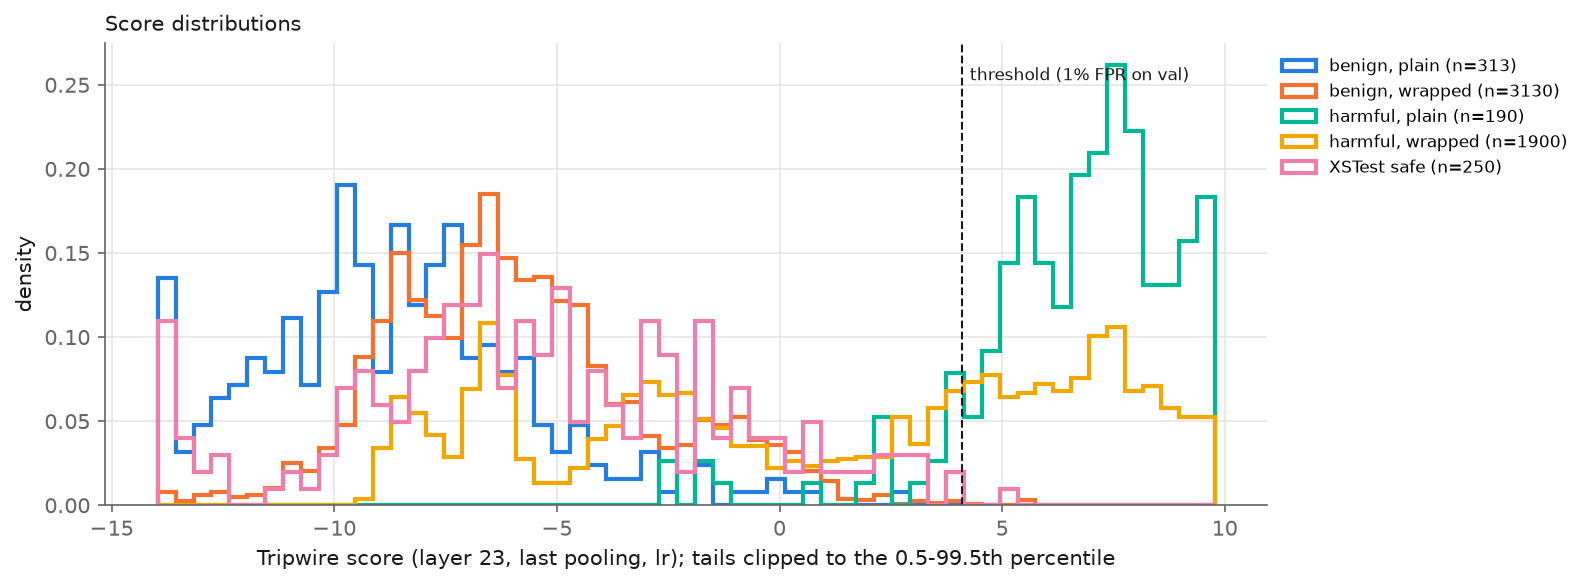 Score distributions
threshold (1% FPR on val)
benign, plain (n=313)
benign, wrapped (n=3130)
harmful, plain (n=190)
harmful, wrapped (n=1900)
XSTest safe (n=250)
density
0.25
0.20
0.15
0.10
0.05
0.00
−15
−10
−5
0
5
10
Tripwire score (layer 23, last pooling, lr); tails clipped to the 0.5-99.5th percentile